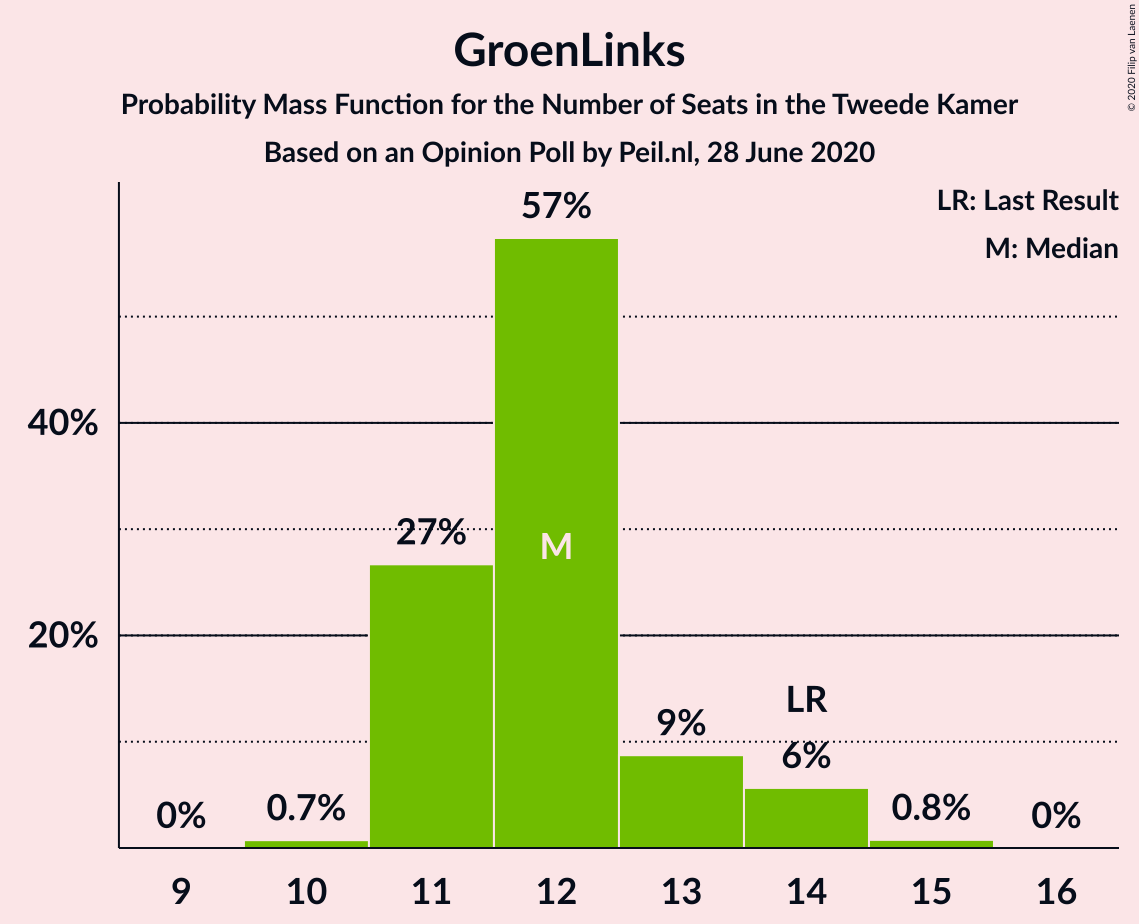 GroenLinks
Probability Mass Function for the Number of Seats in the Tweede Kamer
Based on an Opinion Poll by Peil.nl, 28 June 2020
© 2020 Filip van Laenen
LR: Last Result
M: Median
57%
40%
27%
M
20%
LR
9%
6%
0%
0.7%
0.8%
0%
9 10 11 12 13 14 15 16